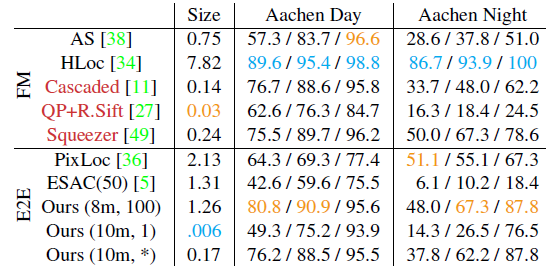 Size Aachen Day Aachen Night
FM
AS [38] 0.75 57.3 / 83.7 / 96.6 28.6 / 37.8 / 51.0
HLoc [34] 7.82 89.6 / 95.4 / 98.8 86.7 / 93.9 / 100
Cascaded [11] 0.14 76.7 / 88.6 / 95.8 33.7 / 48.0 / 62.2
QP+R.Sift [27] 0.03 62.6 / 76.3 / 84.7 16.3 / 18.4 / 24.5
Squeezer [49] 0.24 75.5 / 89.7 / 96.2 50.0 / 67.3 / 78.6
E2E
PixLoc [36] 2.13 64.3 / 69.3 / 77.4 51.1 / 55.1 / 67.3
ESAC(50) [5] 1.31 42.6 / 59.6 / 75.5 6.1 / 10.2 / 18.4
Ours (8m, 100) 1.26 80.8 / 90.9 / 95.6 48.0 / 67.3 / 87.8
Ours (10m, 1) .006 49.3 / 75.2 / 93.9 14.3 / 26.5 / 76.5
Ours (10m, *) 0.17 76.2 / 88.5 / 95.5 37.8 / 62.2 / 87.8